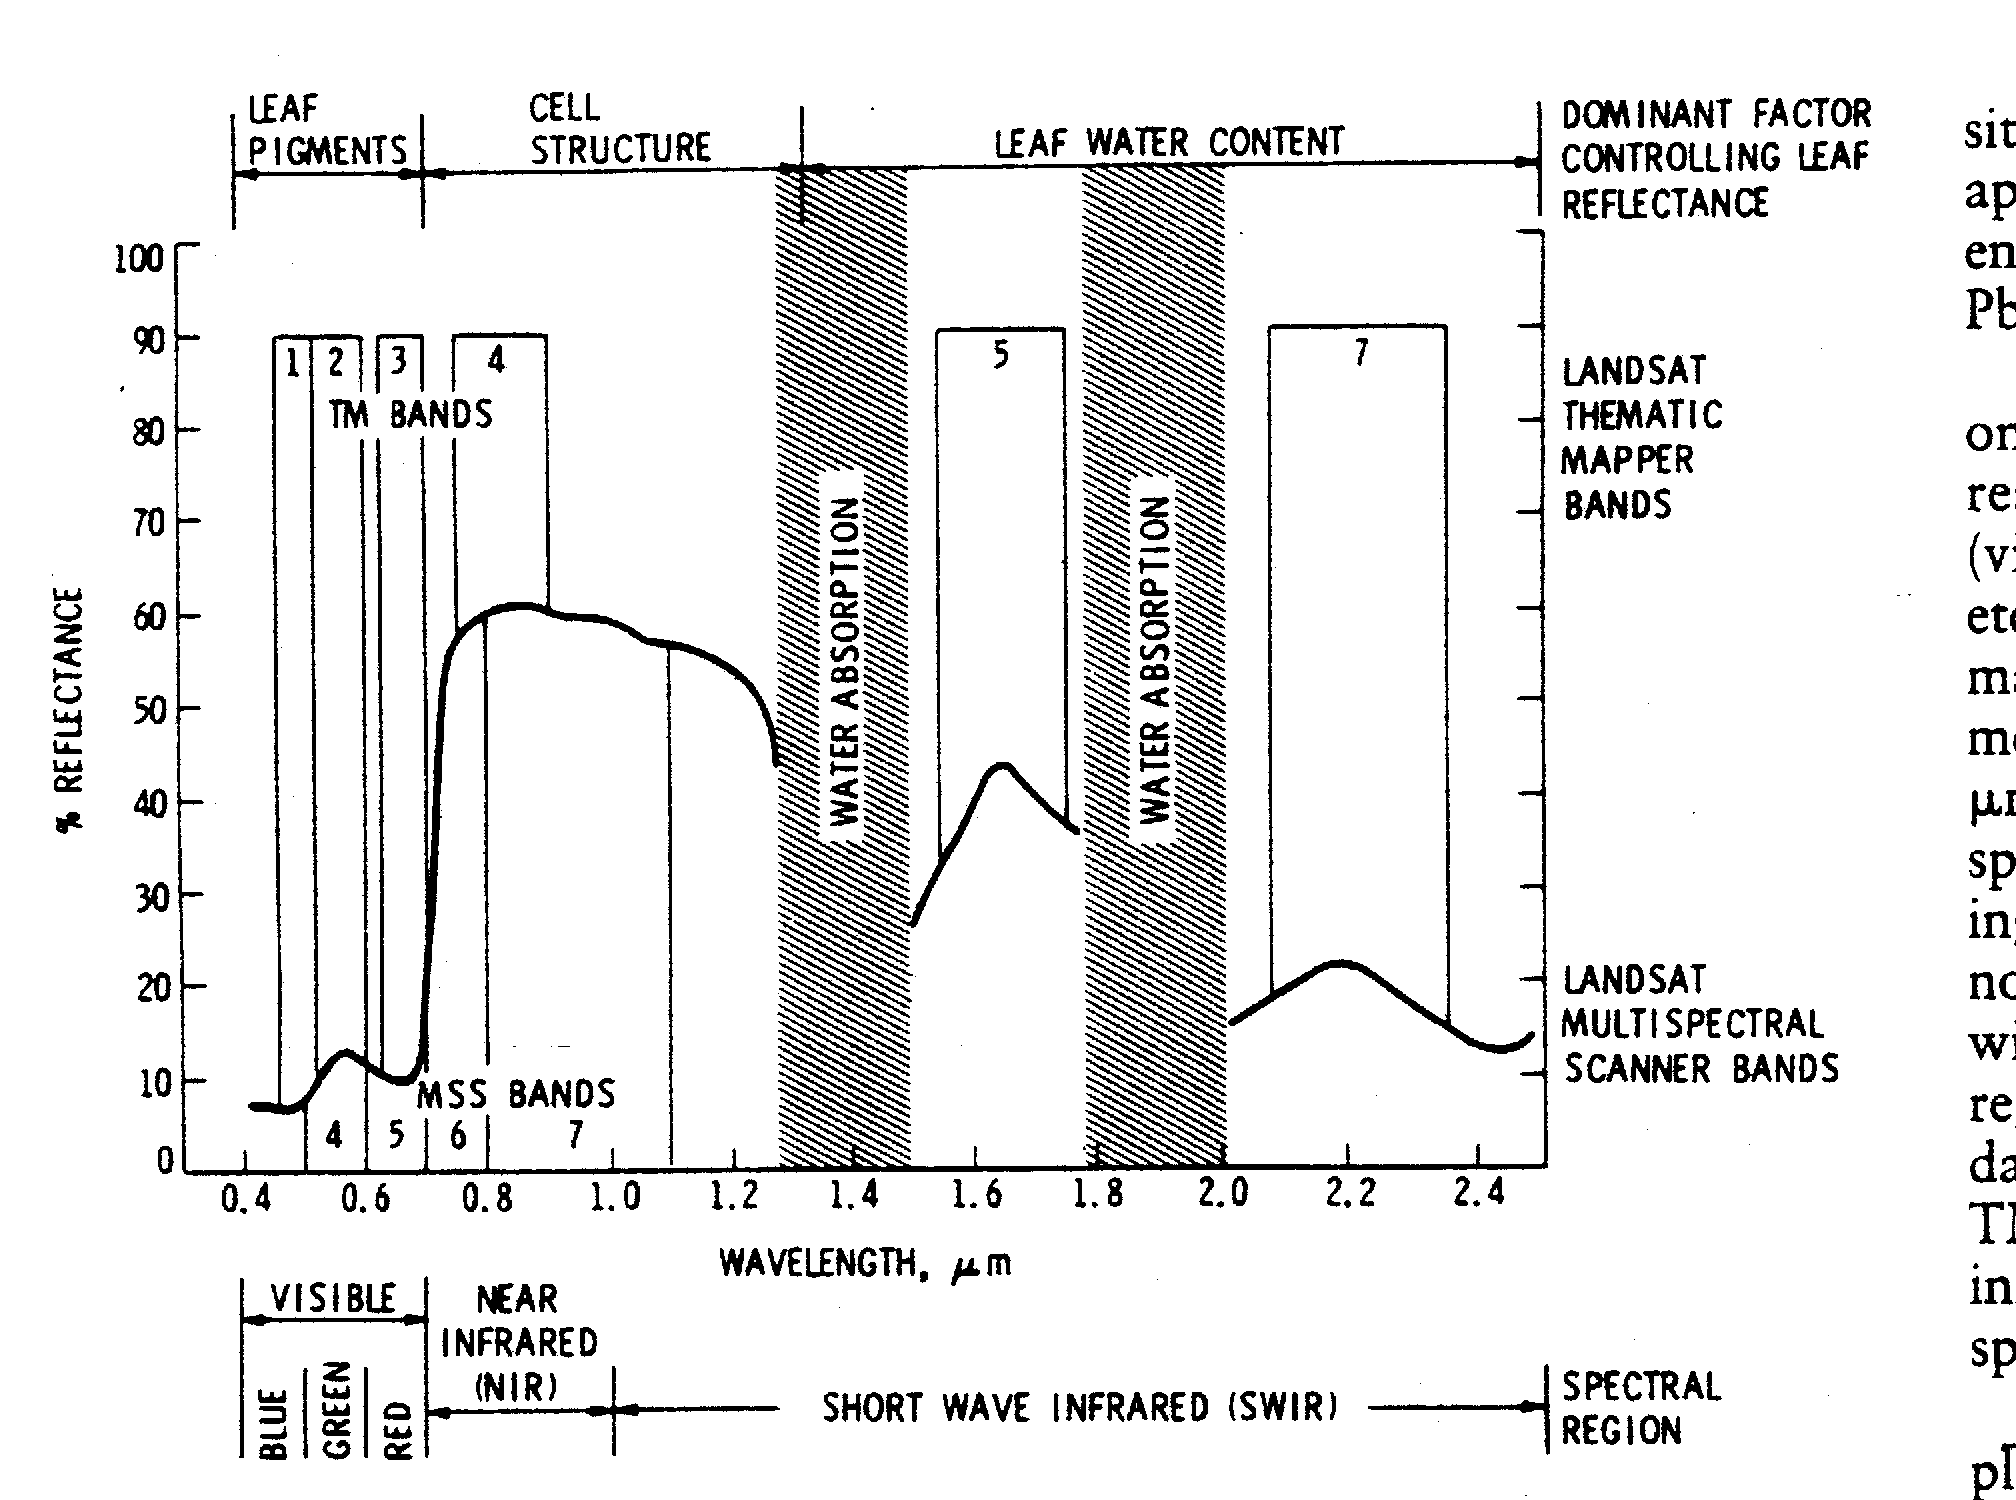 LEAF
PIGMENTS
CELL
STRUCTURE
LEAF WATER CONTENT
DOMINANT FACTOR
CONTROLLING LEAF
REFLECTANCE
100
90
80
70
60
50
40
30
20
10
0
% REFLECTANCE
1
2
3
4
5
7
TM BANDS
WATER ABSORPTION
WATER ABSORPTION
LANDSAT
THEMATIC
MAPPER
BANDS
LANDSAT
MULTISPECTRAL
SCANNER BANDS
MSS BANDS
4
5
6
7
0.4
0.6
0.8
1.0
1.2
1.4
1.6
1.8
2.0
2.2
2.4
WAVELENGTH, μm
VISIBLE
NEAR
INFRARED
(NIR)
BLUE
GREEN
RED
SHORT WAVE INFRARED (SWIR)
SPECTRAL
REGION
sit
ap
en
Pb
on
(vi
ete
ma
me
sp
in
no
wi
re
da
in
sp